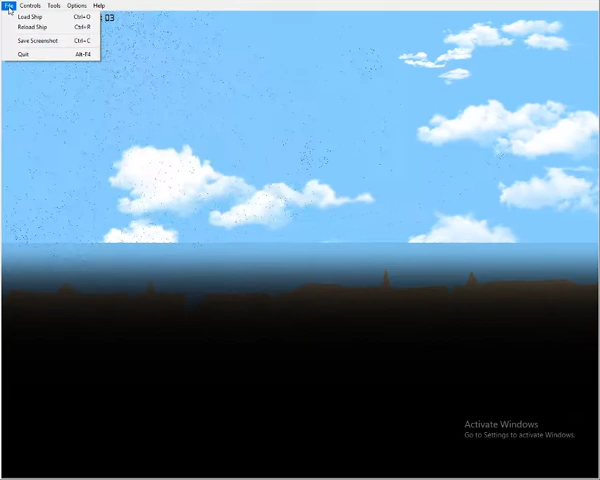 File Controls Tools Options Help
Load Ship Ctrl+O
Reload Ship Ctrl+R
Save Screenshot Ctrl+C
Quit Alt-F4
03
Activate Windows
Go to Settings to activate Windows.